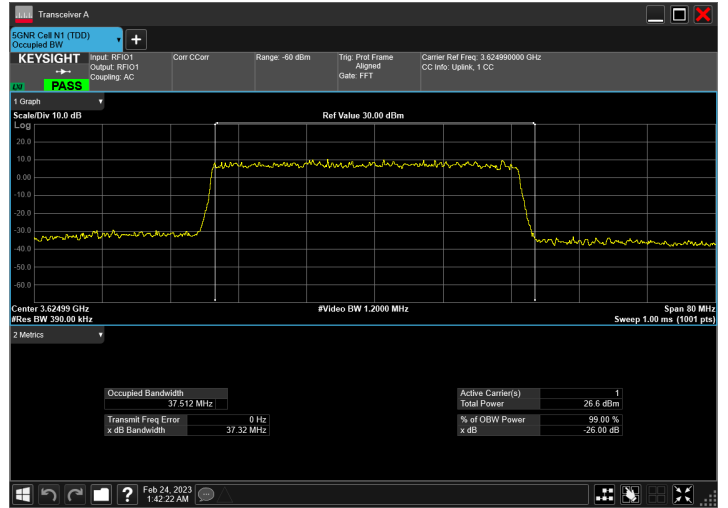 Transceiver A
5GNR Cell N1 (TDD)
Occupied BW
+
KEYSIGHT
Input: RFIO1
Output: RFIO1
Coupling: AC
Corr CCorr
Range: -60 dBm
Trig: Prot Frame
Aligned
Gate: FFT
Carrier Ref Freq: 3.624990000 GHz
CC Info: Uplink, 1 CC
LXI
PASS
1 Graph
Scale/Div 10.0 dB
Ref Value 30.00 dBm
Log
20.0
10.0
0.00
-10.0
-20.0
-30.0
-40.0
-50.0
-60.0
Center 3.62499 GHz
#Video BW 1.2000 MHz
Span 80 MHz
#Res BW 390.00 kHz
Sweep 1.00 ms (1001 pts)
2 Metrics
Occupied Bandwidth
37.512 MHz
Transmit Freq Error 0 Hz
x dB Bandwidth 37.32 MHz
Active Carrier(s) 1
Total Power 26.6 dBm
% of OBW Power 99.00 %
x dB -26.00 dB
?
Feb 24, 2023
1:42:22 AM